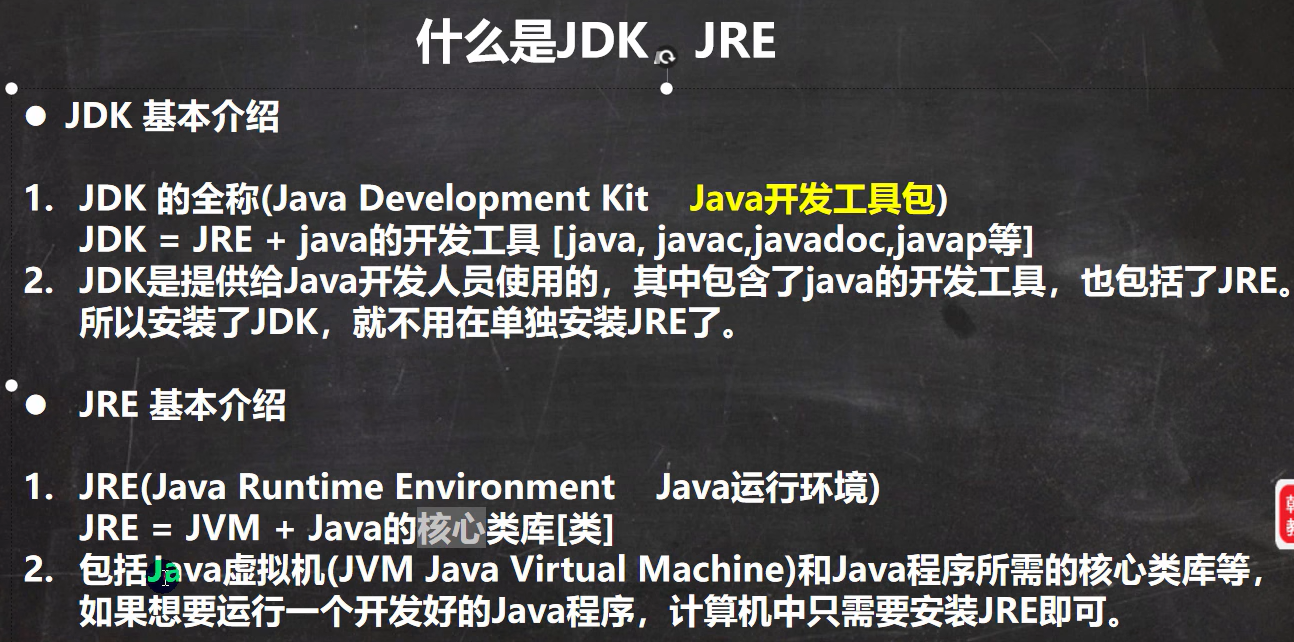 什么是JDK、JRE
● JDK 基本介绍
1. JDK 的全称(Java Development Kit Java开发工具包)
JDK = JRE + java的开发工具 [java, javac,javadoc,javap等]
2. JDK是提供给Java开发人员使用的，其中包含了java的开发工具，也包括了JRE。
所以安装了JDK，就不用在单独安装JRE了。
● JRE 基本介绍
1. JRE(Java Runtime Environment Java运行环境)
JRE = JVM + Java的核心类库[类]
2. 包括Java虚拟机(JVM Java Virtual Machine)和Java程序所需的核心类库等，
如果想要运行一个开发好的Java程序，计算机中只需要安装JRE即可。